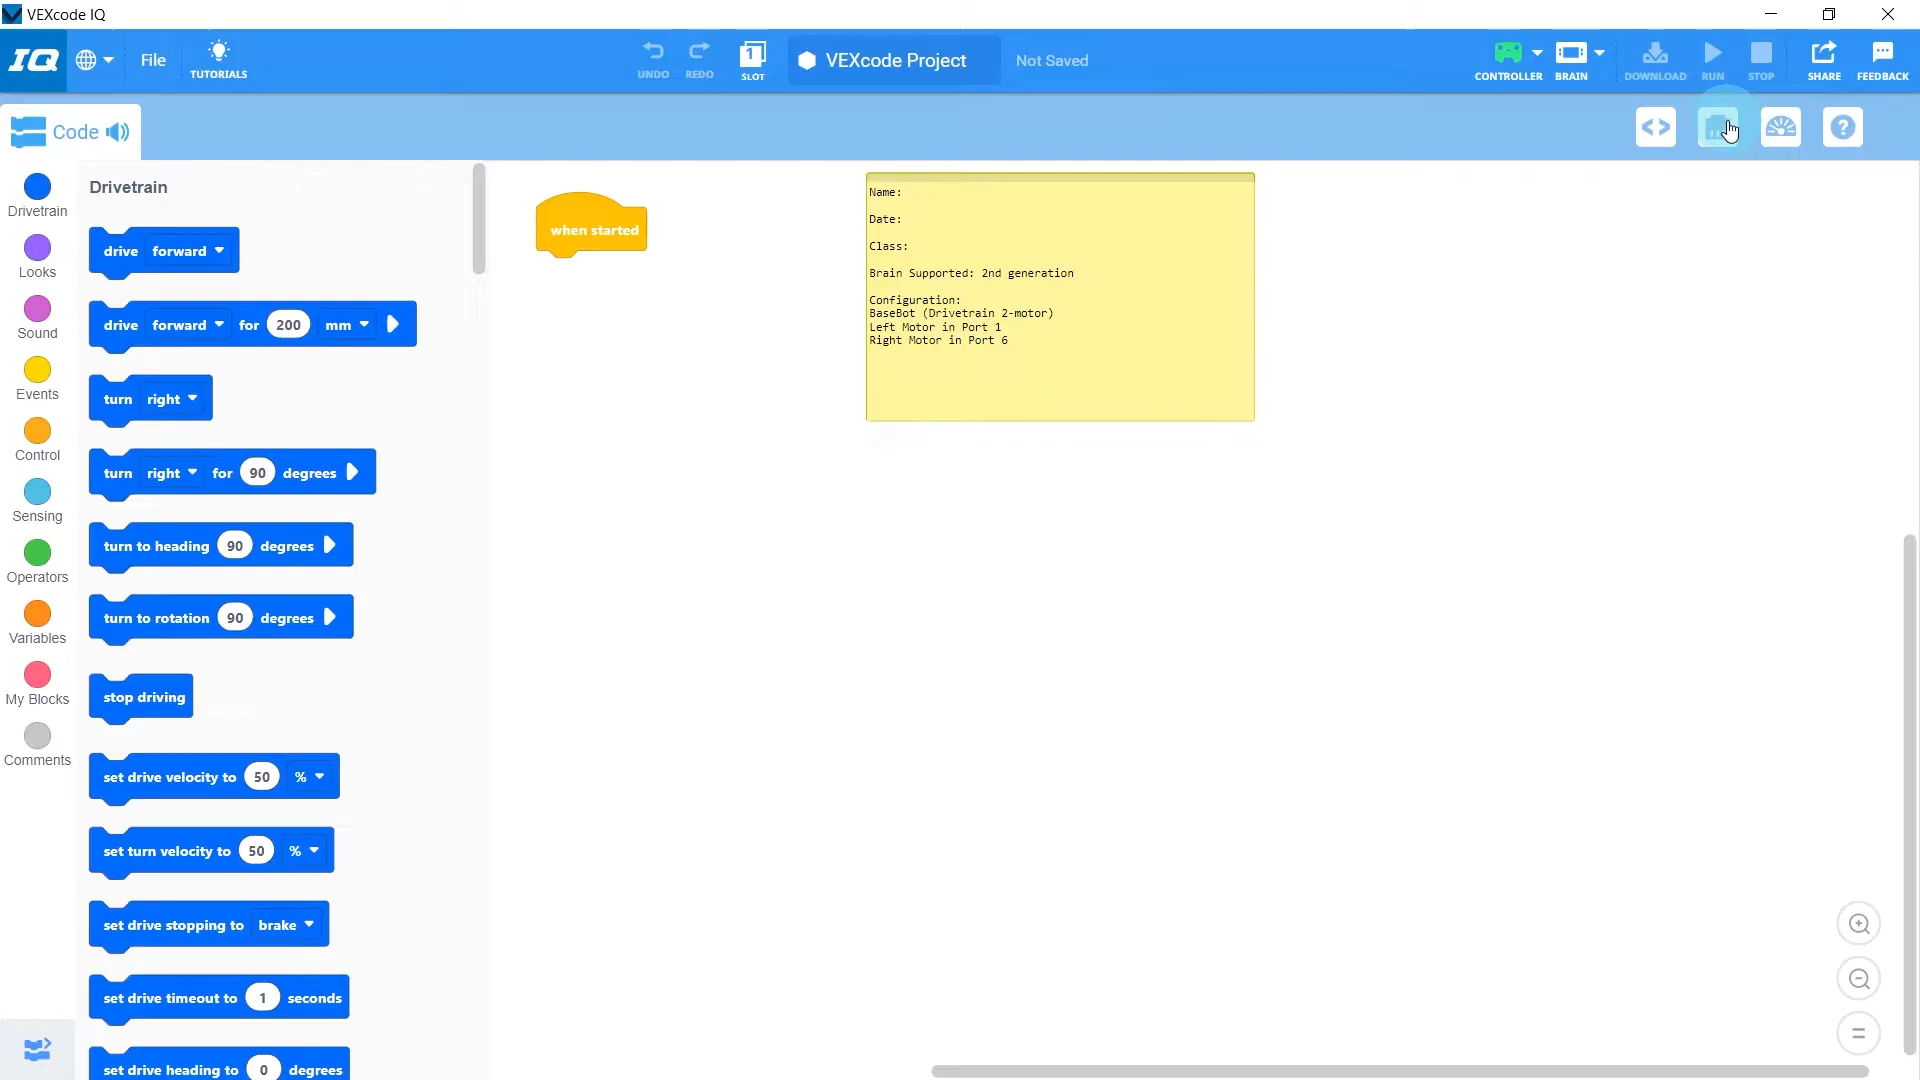 VEXcode IQ
IQ
File
TUTORIALS
UNDO
REDO
1
SLOT
VEXcode Project
Not Saved
CONTROLLER
BRAIN
DOWNLOAD
RUN
STOP
SHARE
FEEDBACK
Code
<>
?
Drivetrain
Looks
Sound
Events
Control
Sensing
Operators
Variables
My Blocks
Comments
Drivetrain
drive forward
drive forward for 200 mm
turn right
turn right for 90 degrees
turn to heading 90 degrees
turn to rotation 90 degrees
stop driving
set drive velocity to 50 %
set turn velocity to 50 %
set drive stopping to brake
set drive timeout to 1 seconds
set drive heading to 0 degrees
when started
Name:
Date:
Class:
Brain Supported: 2nd generation
Configuration:
BaseBot (Drivetrain 2-motor)
Left Motor in Port 1
Right Motor in Port 6